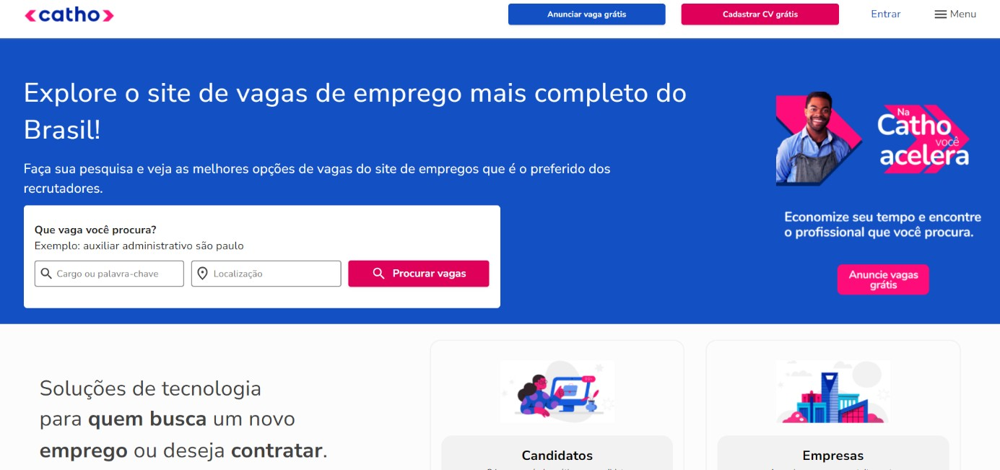 catho
Anunciar vaga grátis
Cadastrar CV grátis
Entrar
Menu
Explore o site de vagas de emprego mais completo do
Brasil!
Faça sua pesquisa e veja as melhores opções de vagas do site de empregos que é o preferido dos
recrutadores.
Que vaga você procura?
Exemplo: auxiliar administrativo são paulo
Cargo ou palavra-chave
Localização
Procurar vagas
Na
Catho
você
acelera
Economize seu tempo e encontre
o profissional que você procura.
Anuncie vagas
grátis
Soluções de tecnologia
para quem busca um novo
emprego ou deseja contratar.
Candidatos
Empresas